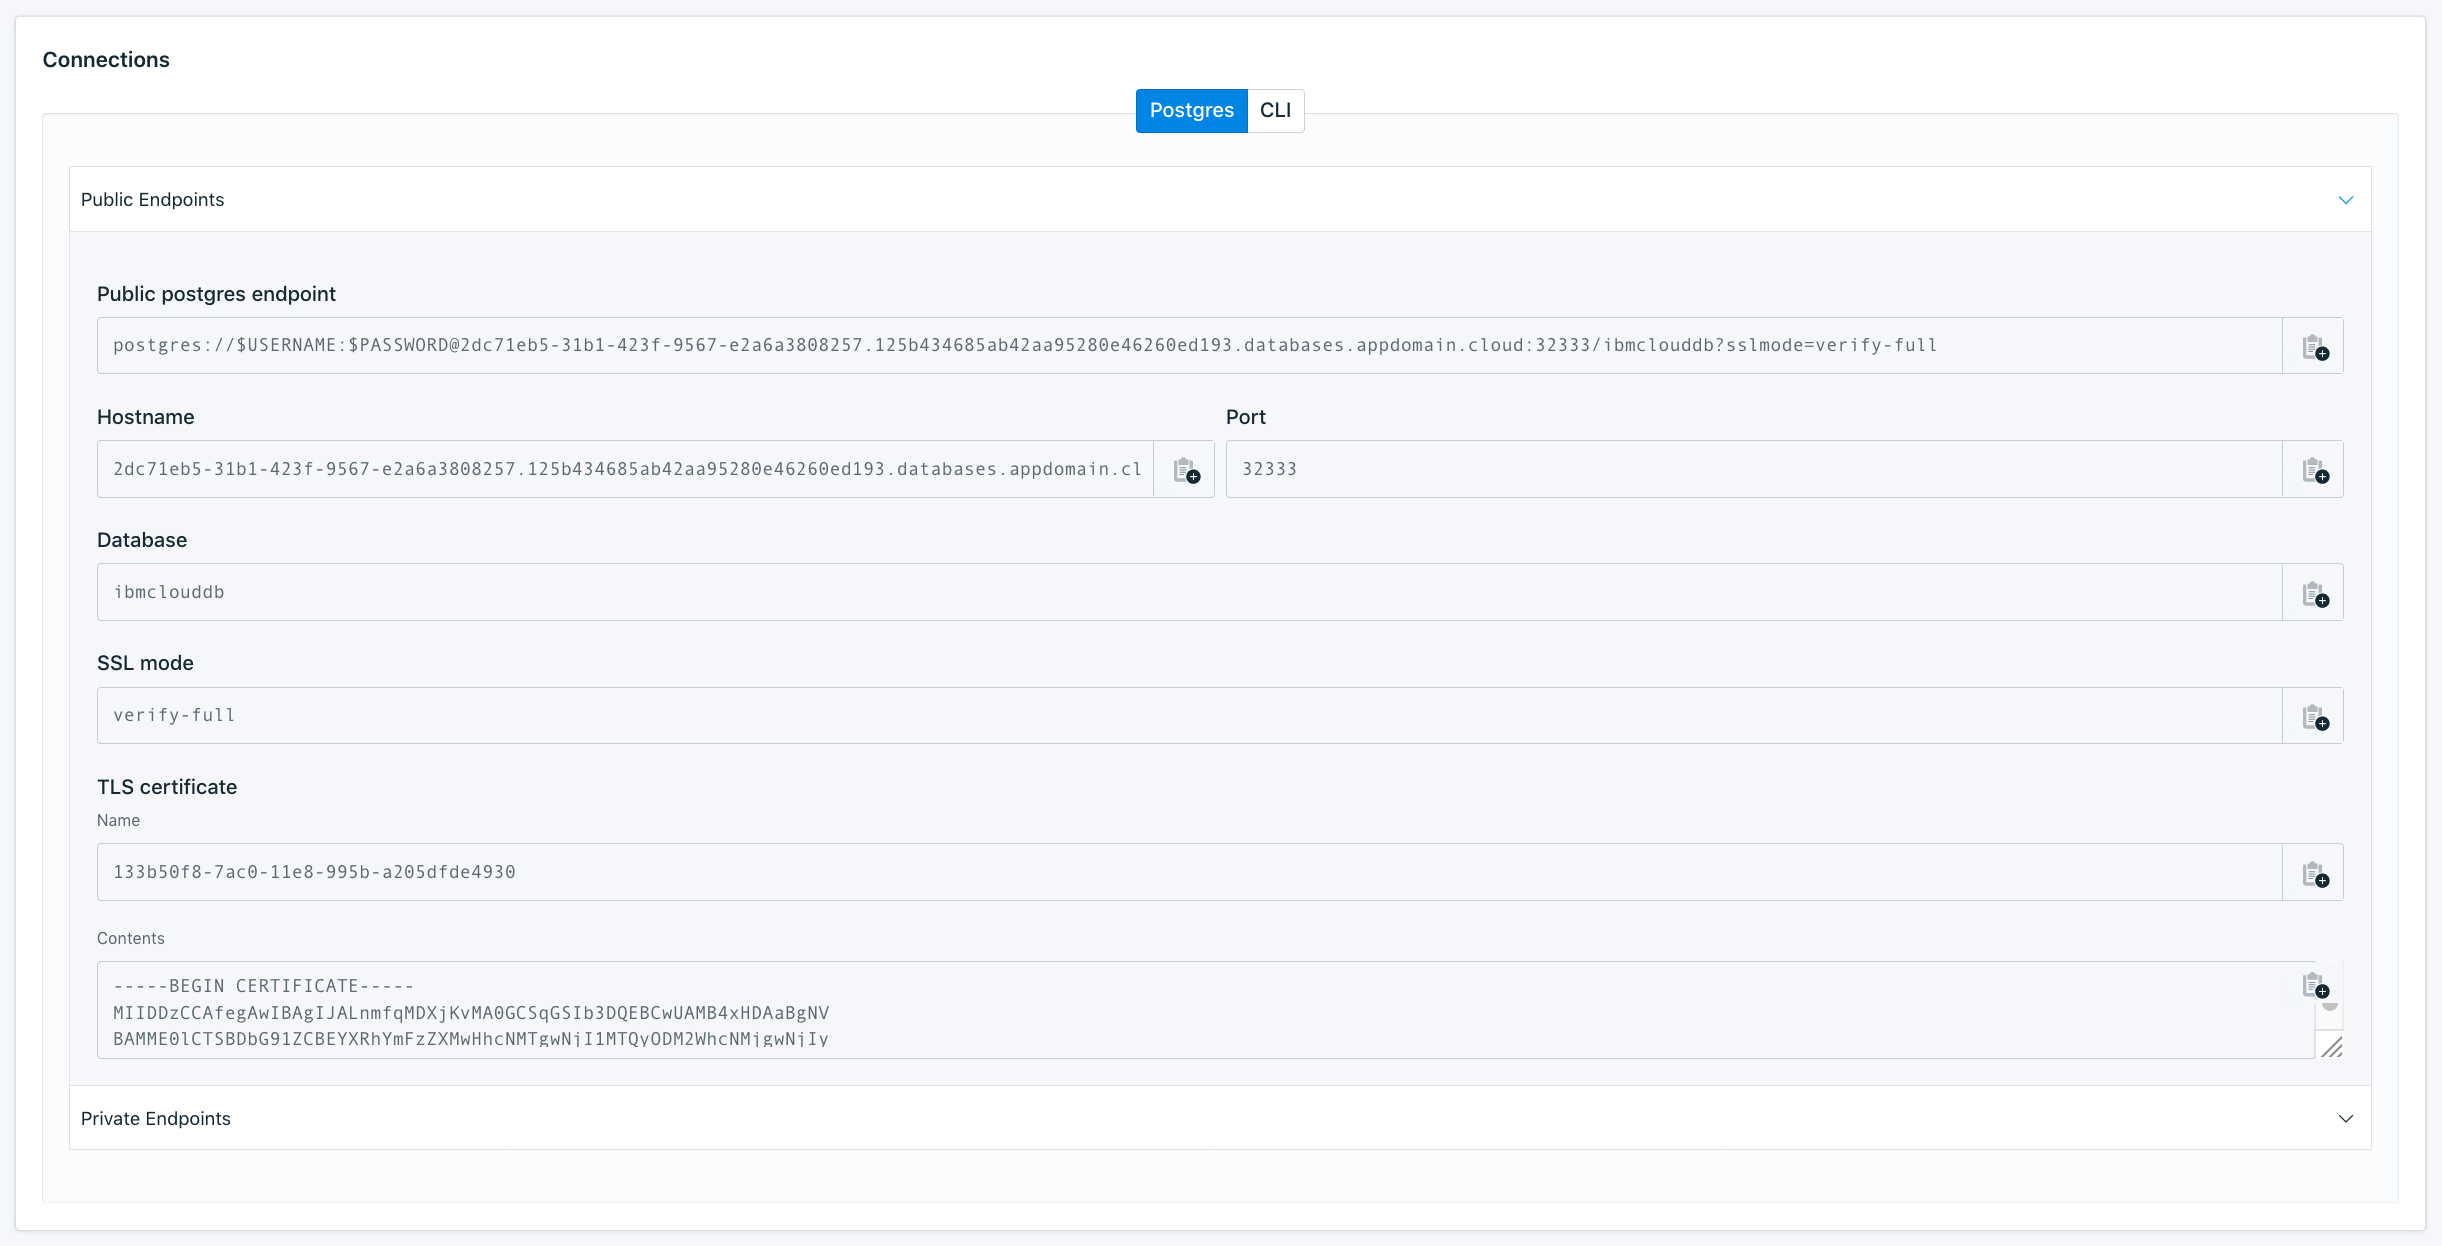 Connections
Postgres CLI
Public Endpoints
Public postgres endpoint
postgres://$USERNAME:$PASSWORD@2dc71eb5-31b1-423f-9567-e2a6a3808257.125b434685ab42aa95280e46260ed193.databases.appdomain.cloud:32333/ibmclouddb?sslmode=verify-full
Hostname Port
2dc71eb5-31b1-423f-9567-e2a6a3808257.125b434685ab42aa95280e46260ed193.databases.appdomain.cl 32333
Database
ibmclouddb
SSL mode
verify-full
TLS certificate
Name
133b50f8-7ac0-11e8-995b-a205dfde4930
Contents
-----BEGIN CERTIFICATE-----
MIIDDzCCAfegAwIBAgIJALnmfqMDXjKvMA0GCSqGSIb3DQEBCwUAMB4xHDAaBgNV
BAMME0lCTSBDbG91ZCBEYXRhYmFzZXMwHhcNMTgwNjI1MTQyODM2WhcNMjgwNjIy
Private Endpoints